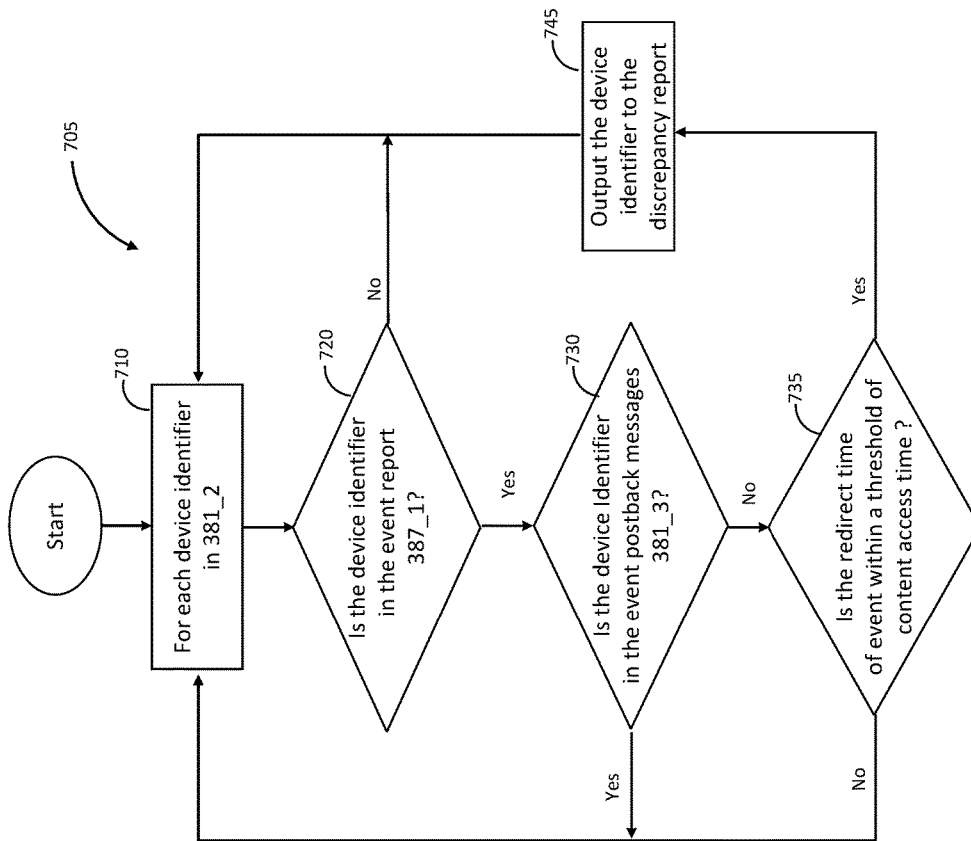 705
Start
710
For each device identifier
in 381_2
720
Is the device identifier
in the event report
387_1?
No
Yes
730
Is the device Identifier
in the event postback messages
381_3?
Yes
No
735
Is the redirect time
of event within a threshold of
content access time ?
No
Yes
745
Output the device
identifier to the
discrepancy report